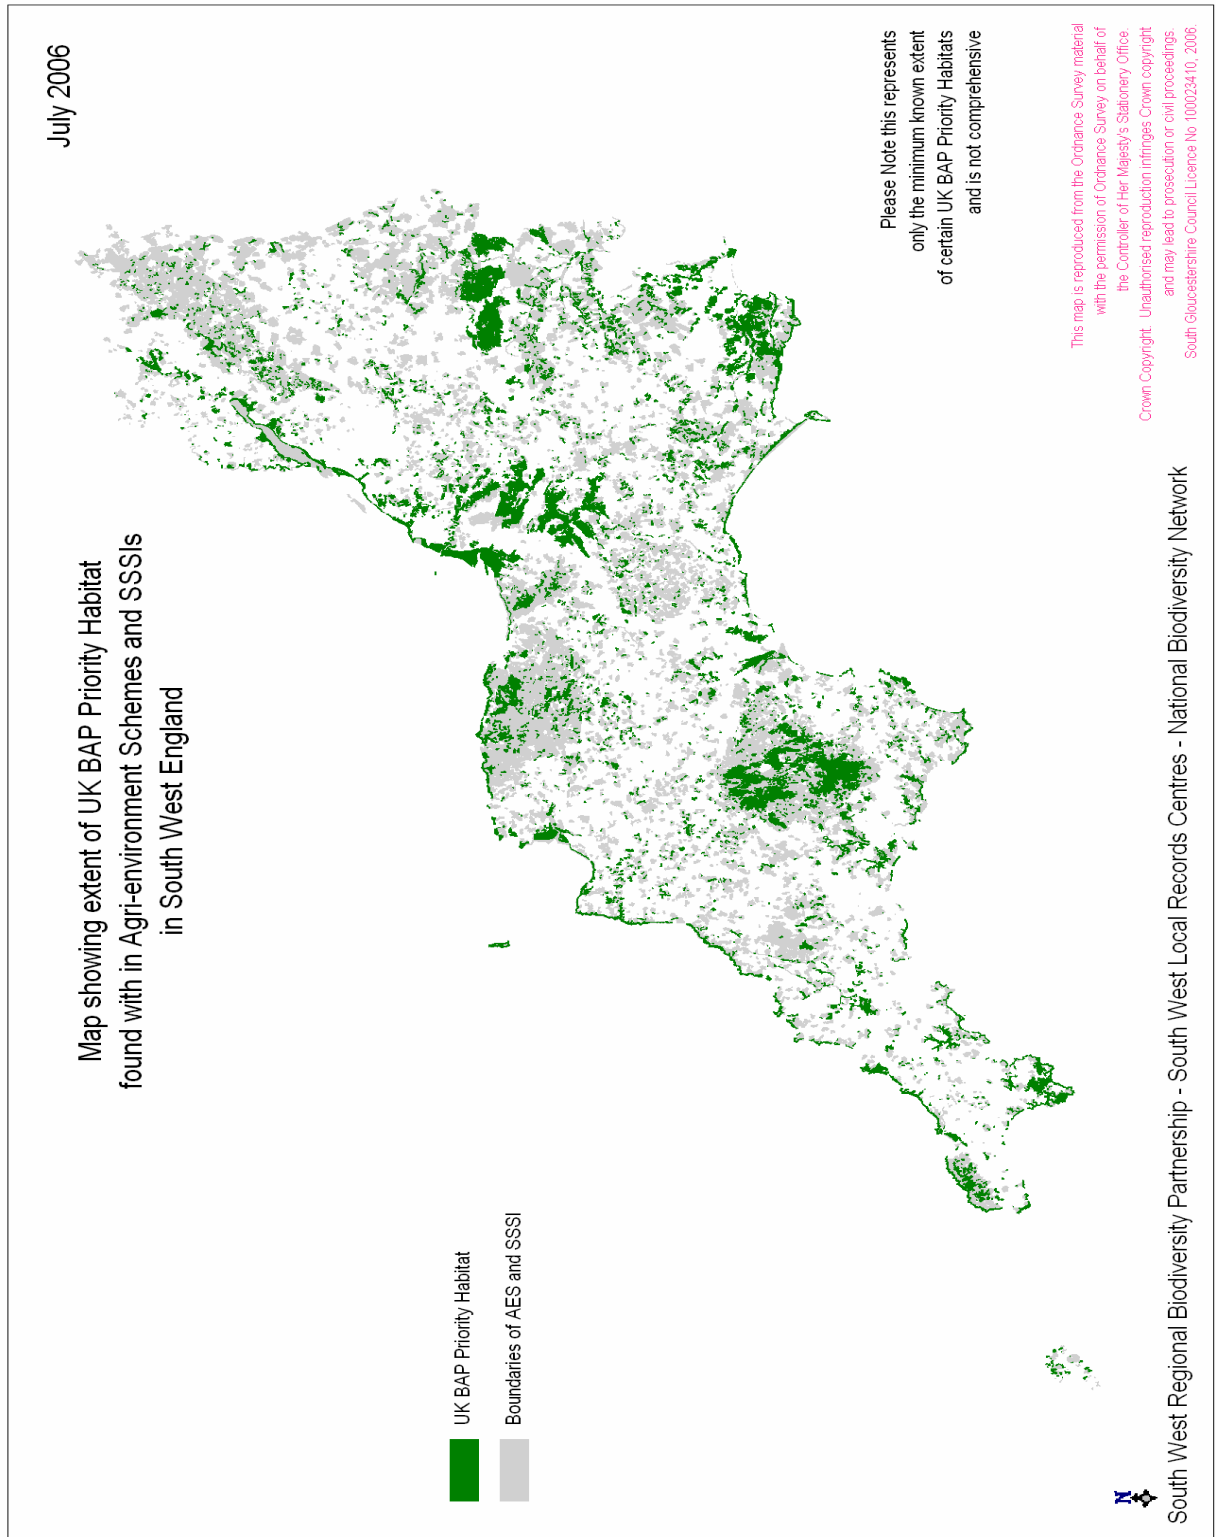 July 2006
Map showing extent of UK BAP Priority Habitat
found with in Agri-environment Schemes and SSSIs
in South West England
UK BAP Priority Habitat
Boundaries of AES and SSSI
Please Note this represents
only the minimum known extent
of certain UK BAP Priority Habitats
and is not comprehensive
This map is reproduced from the Ordnance Survey material
with the permission of Ordnance Survey on behalf of
the Controller of Her Majesty's Stationery Office.
Crown Copyright. Unauthorised reproduction infringes Crown copyright
and may lead to prosecution or civil proceedings.
South Gloucestershire Council Licence No 100023410, 2006.
N
South West Regional Biodiversity Partnership - South West Local Records Centres - National Biodiversity Network